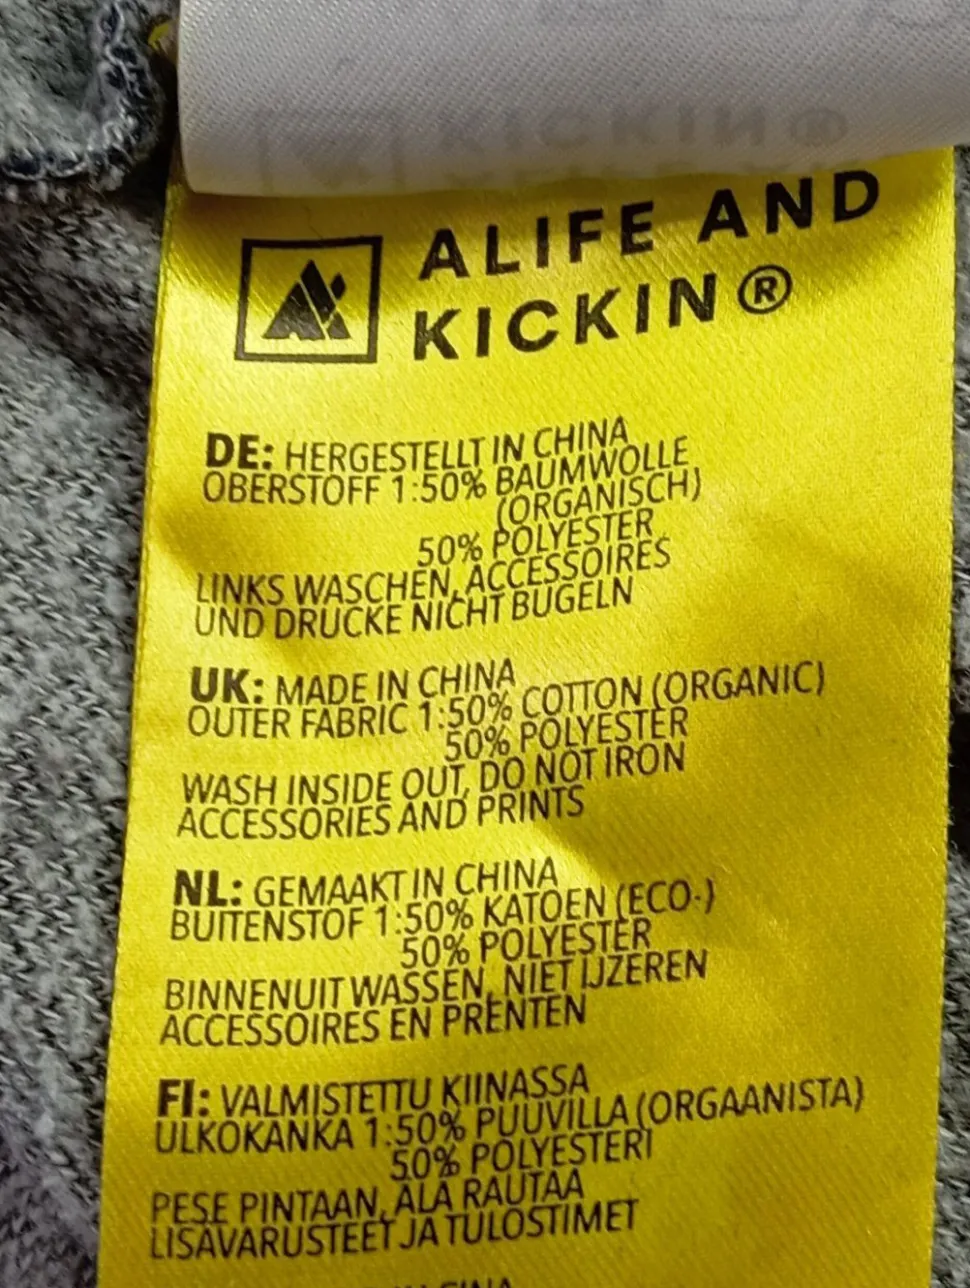 ALIFE AND
KICKIN®
DE: HERGESTELLT IN CHINA
OBERSTOFF 1:50% BAUMWOLLE
(ORGANISCH)
50% POLYESTER
LINKS WASCHEN, ACCESSOIRES
UND DRUCKE NICHT BÜGELN
UK: MADE IN CHINA
OUTER FABRIC 1:50% COTTON (ORGANIC)
50% POLYESTER
WASH INSIDE OUT, DO NOT IRON
ACCESSORIES AND PRINTS
NL: GEMAAKT IN CHINA
BUITENSTOF 1:50% KATOEN (ECO-)
50% POLYESTER
BINNENUIT WASSEN, NIET IJZEREN
ACCESSOIRES EN PRENTEN
FI: VALMISTETTU KIINASSA
ULKOKANKA 1:50% PUUVILLA (ORGAANISTA)
50% POLYESTERI
PESE PINTAAN, ÄLÄ RAUTAA
LISÄVARUSTEET JA TULOSTIMET